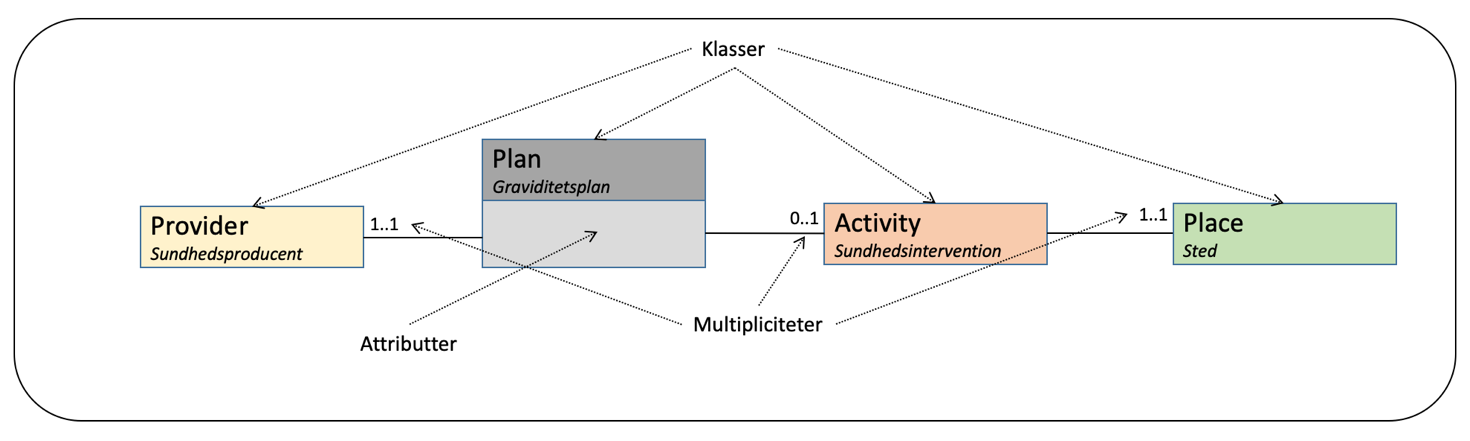 Klasser
Plan
Graviditetsplan
Provider
Sundhedsproducent
1..1
0..1
Activity
Sundhedsintervention
1..1
Place
Sted
Attributter
Multipliciteter